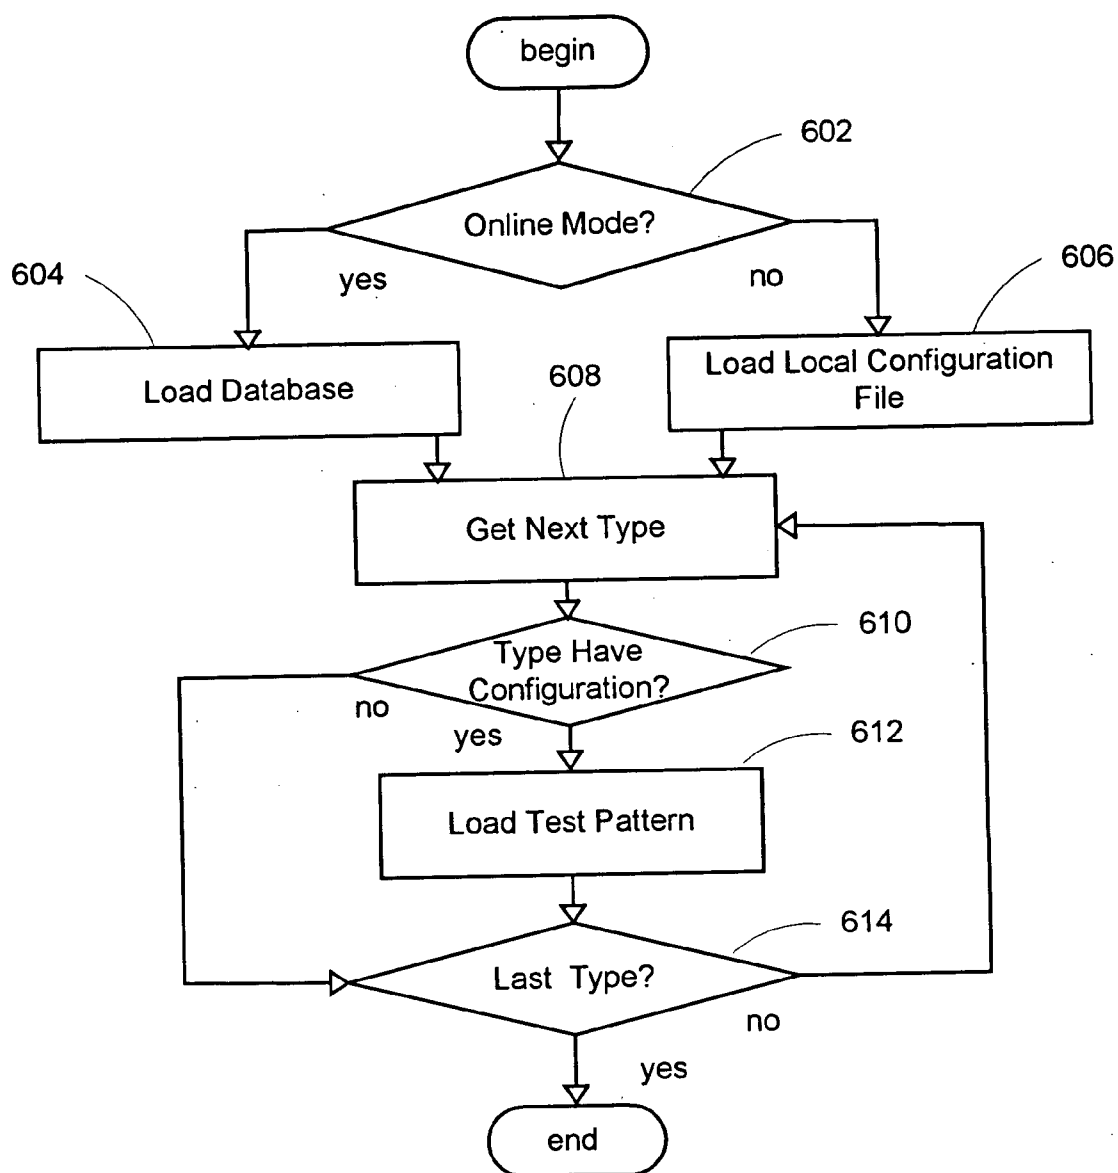 begin
602
Online Mode?
604
yes
no
606
Load Database
608
Load Local Configuration
File
Get Next Type
610
Type Have
Configuration?
no
yes
612
Load Test Pattern
614
Last Type?
no
yes
end